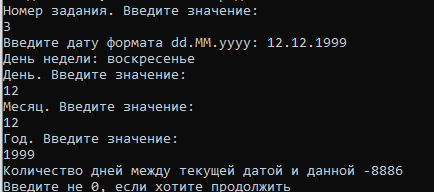 Номер задания. Введите значение:
3
Введите дату формата dd.MM.yyyy: 12.12.1999
День недели: воскресенье
День. Введите значение:
12
Месяц. Введите значение:
12
Год. Введите значение:
1999
Количество дней между текущей датой и данной -8886
Введите не 0, если хотите продолжить